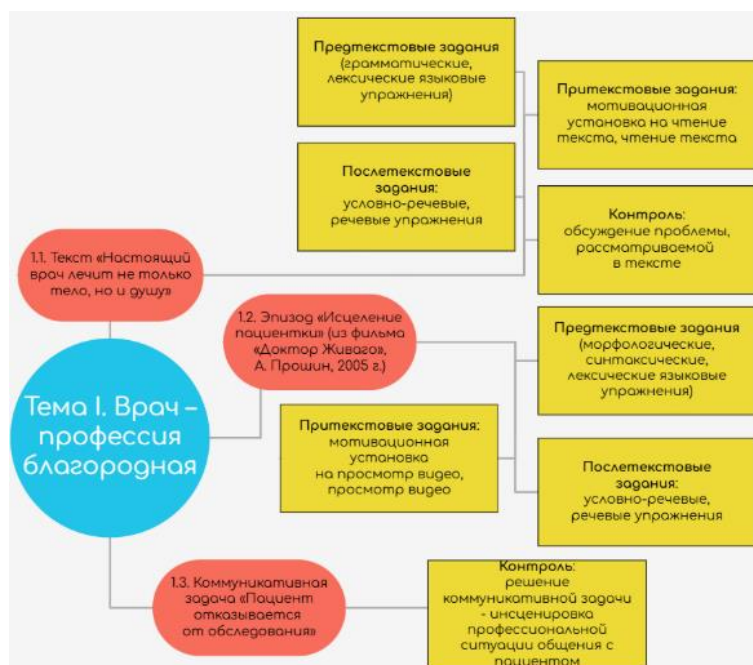 Предтекстовые задания
(грамматические,
лексические языковые
упражнения)
Притекстовые задания:
мотивационная
установка на чтение
текста, чтение текста
Послетекстовые
задания:
условно-речевые,
речевые упражнения
Контроль:
обсуждение проблемы,
рассматриваемой
в тексте
1.1. Текст «Настоящий
врач лечит не только
тело, но и душу»
1.2. Эпизод «Исцеление
пациентки» (из фильма
«Доктор Живаго»,
А. Прошин, 2005 г.)
Предтекстовые задания
(морфологические,
синтаксические,
лексические языковые
упражнения)
Тема I. Врач –
профессия
благородная
Притекстовые задания:
мотивационная
установка
на просмотр видео,
просмотр видео
Послетекстовые
задания:
условно-речевые,
речевые упражнения
1.3. Коммуникативная
задача «Пациент
отказывается
от обследования»
Контроль:
решение
коммуникативной задачи
- инсценировка
профессиональной
ситуации общения с
пациентом